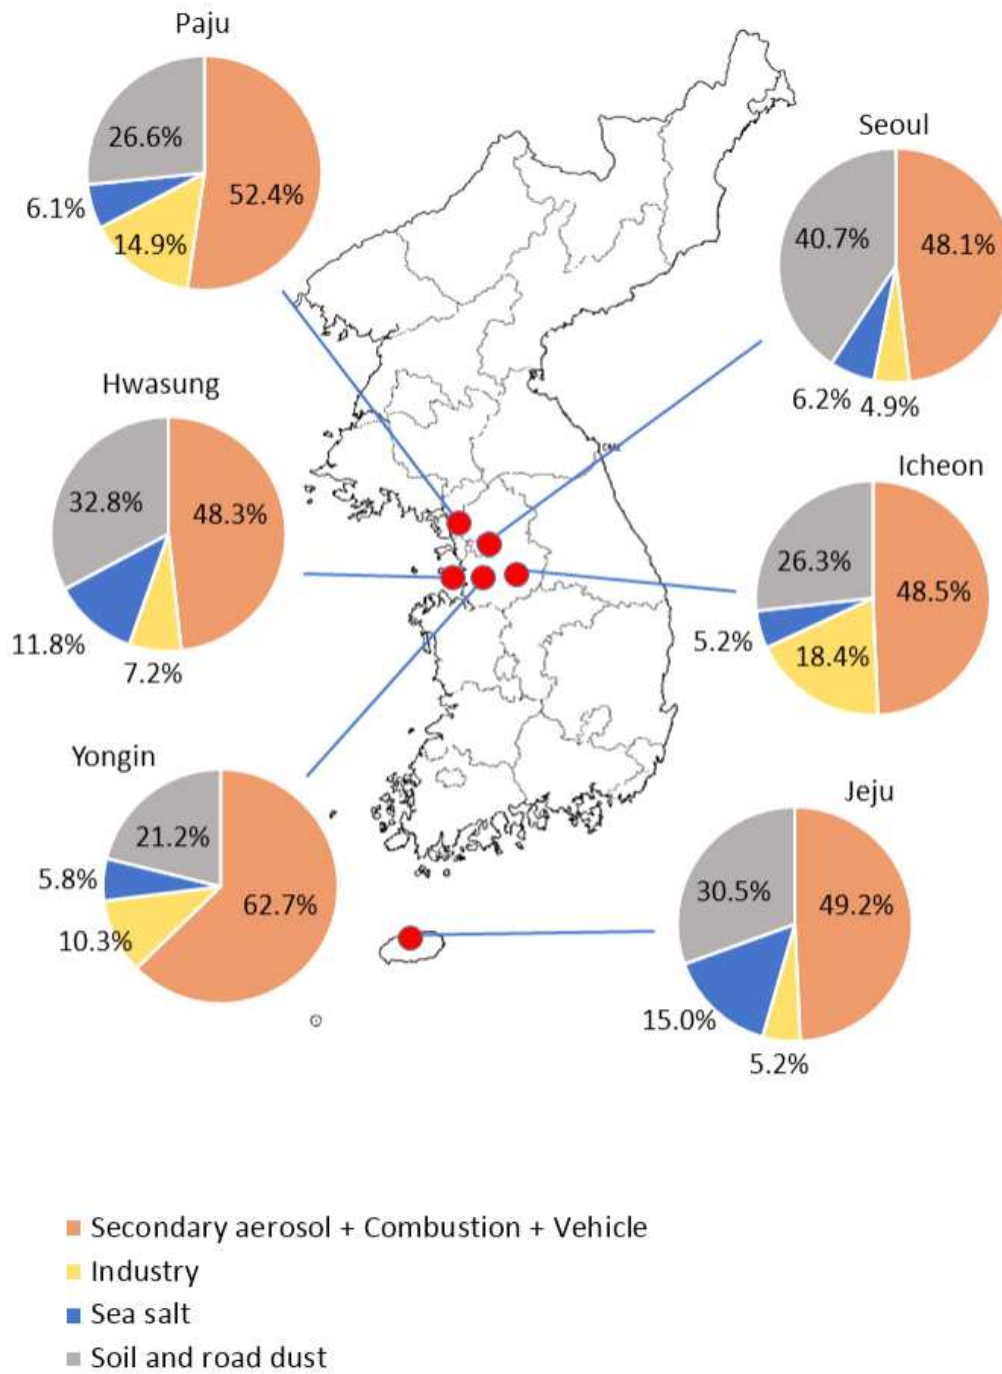 Paju
26.6%
52.4%
6.1%
14.9%
Seoul
40.7%
48.1%
6.2%
4.9%
Hwasung
32.8%
48.3%
11.8%
7.2%
Icheon
26.3%
48.5%
5.2%
18.4%
Yongin
21.2%
5.8%
62.7%
10.3%
Jeju
30.5%
49.2%
15.0%
5.2%
Secondary aerosol + Combustion + Vehicle
Industry
Sea salt
Soil and road dust